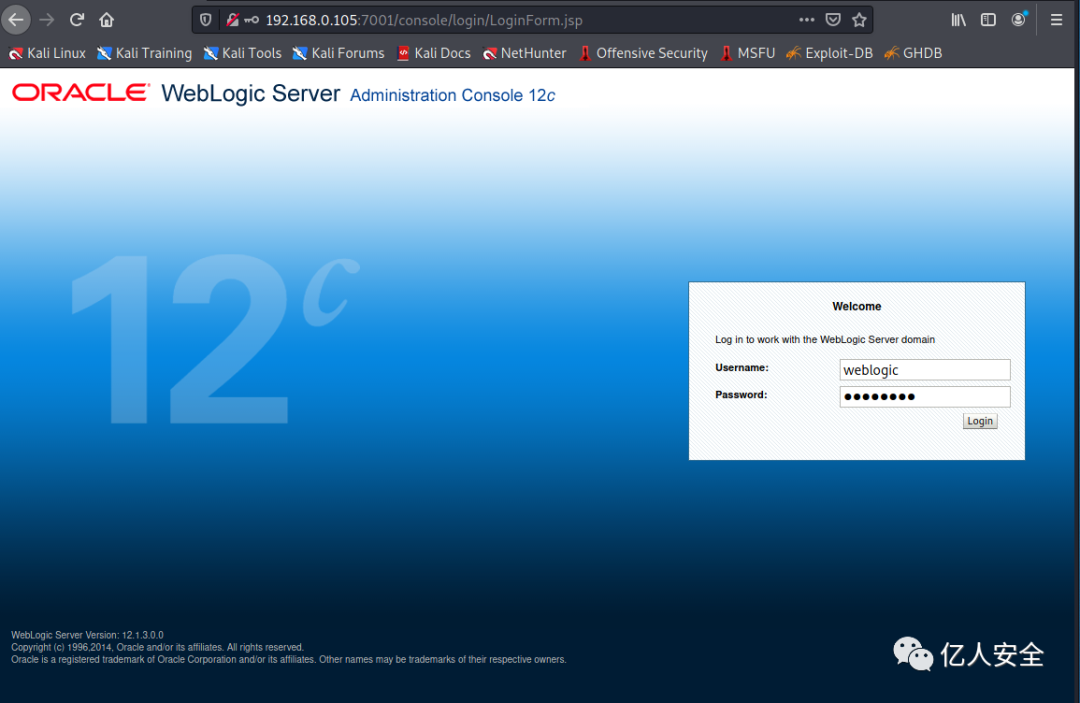 192.168.0.105:7001/console/login/LoginForm.jsp
Kali Linux Kali Training Kali Tools Kali Forums Kali Docs NetHunter Offensive Security MSFU Exploit-DB GHDB
ORACLE WebLogic Server Administration Console 12c
12c
Welcome
Log in to work with the WebLogic Server domain
Username: weblogic
Password: ●●●●●●●●
Login
WebLogic Server Version: 12.1.3.0.0
Copyright (c) 1996,2014, Oracle and/or its affiliates. All rights reserved.
Oracle is a registered trademark of Oracle Corporation and/or its affiliates. Other names may be trademarks of their respective owners.
亿人安全